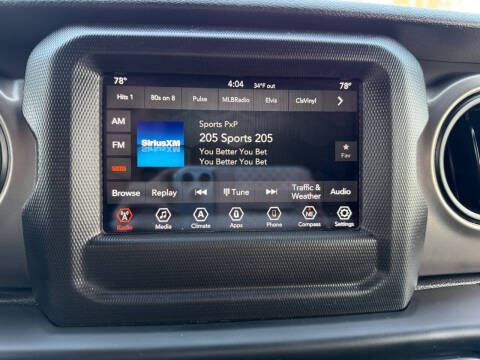 78° 4:04 34°F out 78°
Hits 1 80s on 8 Pulse MLBRadio Elvis ClsVinyl
AM
FM
SiriusXM
Sports PxP
205 Sports 205
You Better You Bet
You Better You Bet
Fav
Browse Replay Tune Traffic & Weather Audio
Radio Media Climate Apps Phone Compass Settings